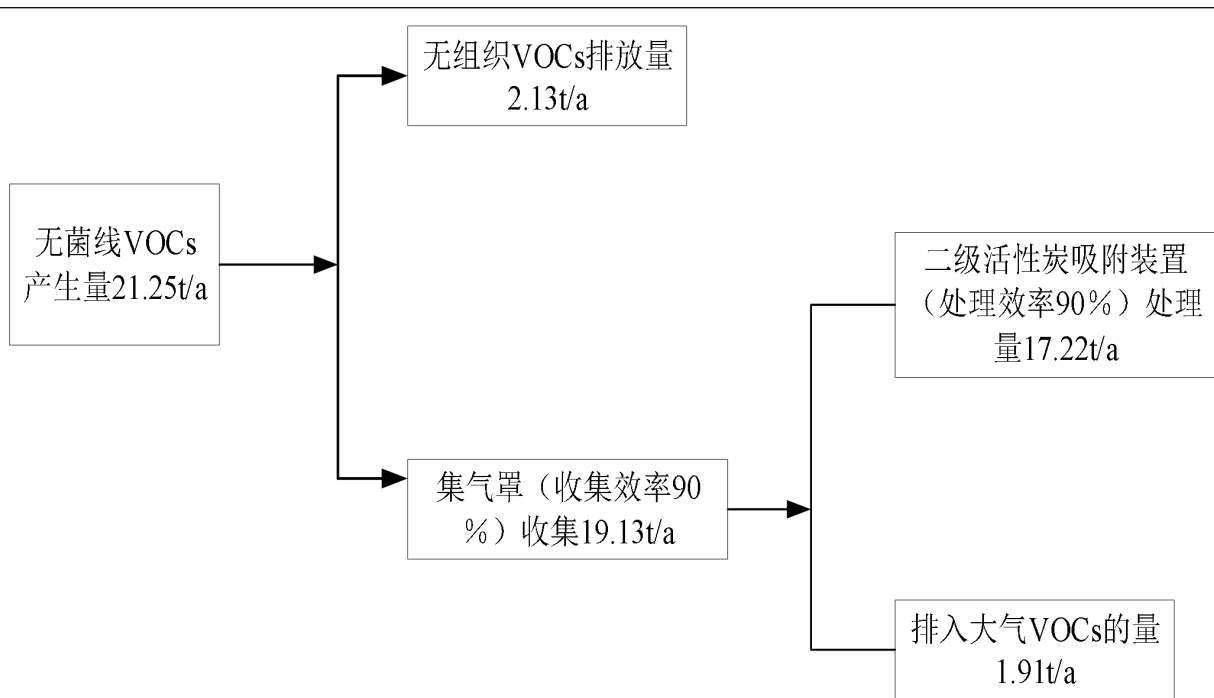 无组织VOCs排放量
2.13t/a
无菌线VOCs
产生量21.25t/a
二级活性炭吸附装置
（处理效率90%）处理
量17.22t/a
集气罩（收集效率90
%）收集19.13t/a
排入大气VOCs的量
1.91t/a